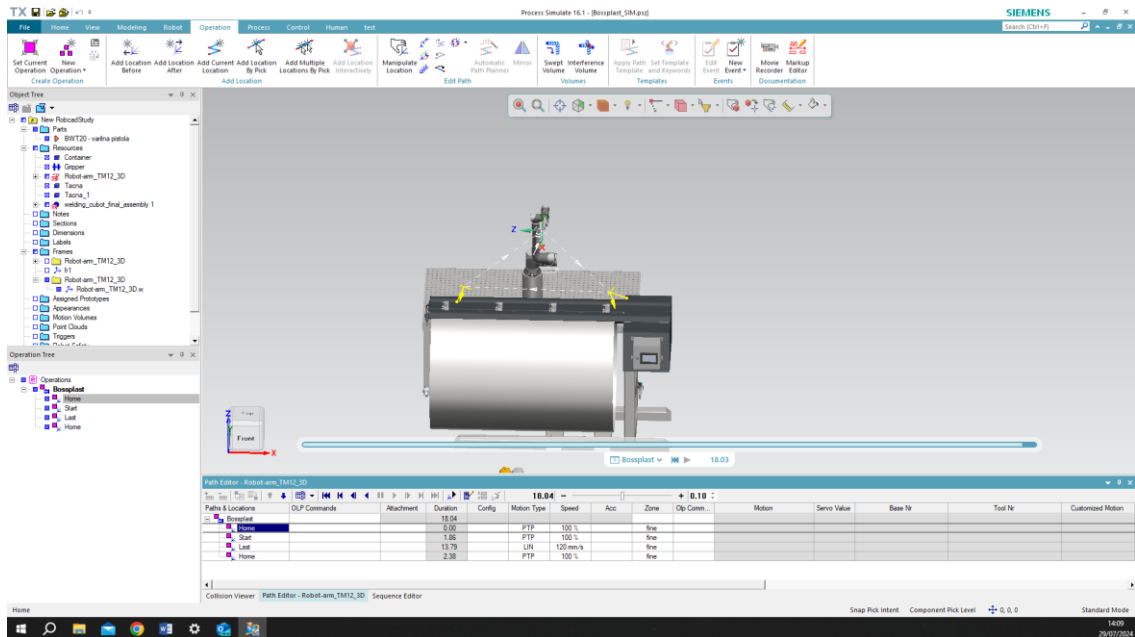 TX
Process Simulate 16.1 - [Bossplast_SIM.psz]
SIEMENS
File Home View Modeling Robot Operation Process Control Human test
Search (Ctrl+F)
Set Current Operation New Operation Add Location Before Add Location After Add Current Location Add Location By Pick Add Multiple Locations By Pick Add Location Interactively Manipulate Location Automatic Path Planner Mirror Swept Volume Interference Volume Apply Path Template Set Template and Keywords Edit Event New Event Movie Recorder Markup Editor
Create Operation Add Location Edit Path Volumes Templates Events Documentation
Object Tree
New RobcadStudy
Parts
BWT20 - varilna pistola
Resources
Container
Gripper
Robot-arm_TM12_3D
Tacna
Tacna_1
welding_cubot_final_assembly 1
Notes
Sections
Dimensions
Labels
Frames
Robot-arm_TM12_3D
fr1
Robot-arm_TM12_3D
Robot-arm_TM12_3D.w
Assigned Prototypes
Appearances
Motion Volumes
Point Clouds
Triggers
Operation Tree
Operations
Bossplast
Home
Start
Last
Home
Z
X
Z
Front
X
Bossplast 18.03
Path Editor - Robot-arm_TM12_3D
18.04 - + 0.10
Paths & Locations OLP Commands Attachment Duration Config Motion Type Speed Acc Zone Olp Comm... Motion Servo Value Base Nr Tool Nr Customized Motion
Bossplast 18.04
Home 0.00 PTP 100 % fine
Start 1.86 PTP 100 % fine
Last 13.79 LIN 120 mm/s fine
Home 2.38 PTP 100 % fine
Collision Viewer Path Editor - Robot-arm_TM12_3D Sequence Editor
Home Snap Pick Intent Component Pick Level 0, 0, 0 Standard Mode
14:09
29/07/2024